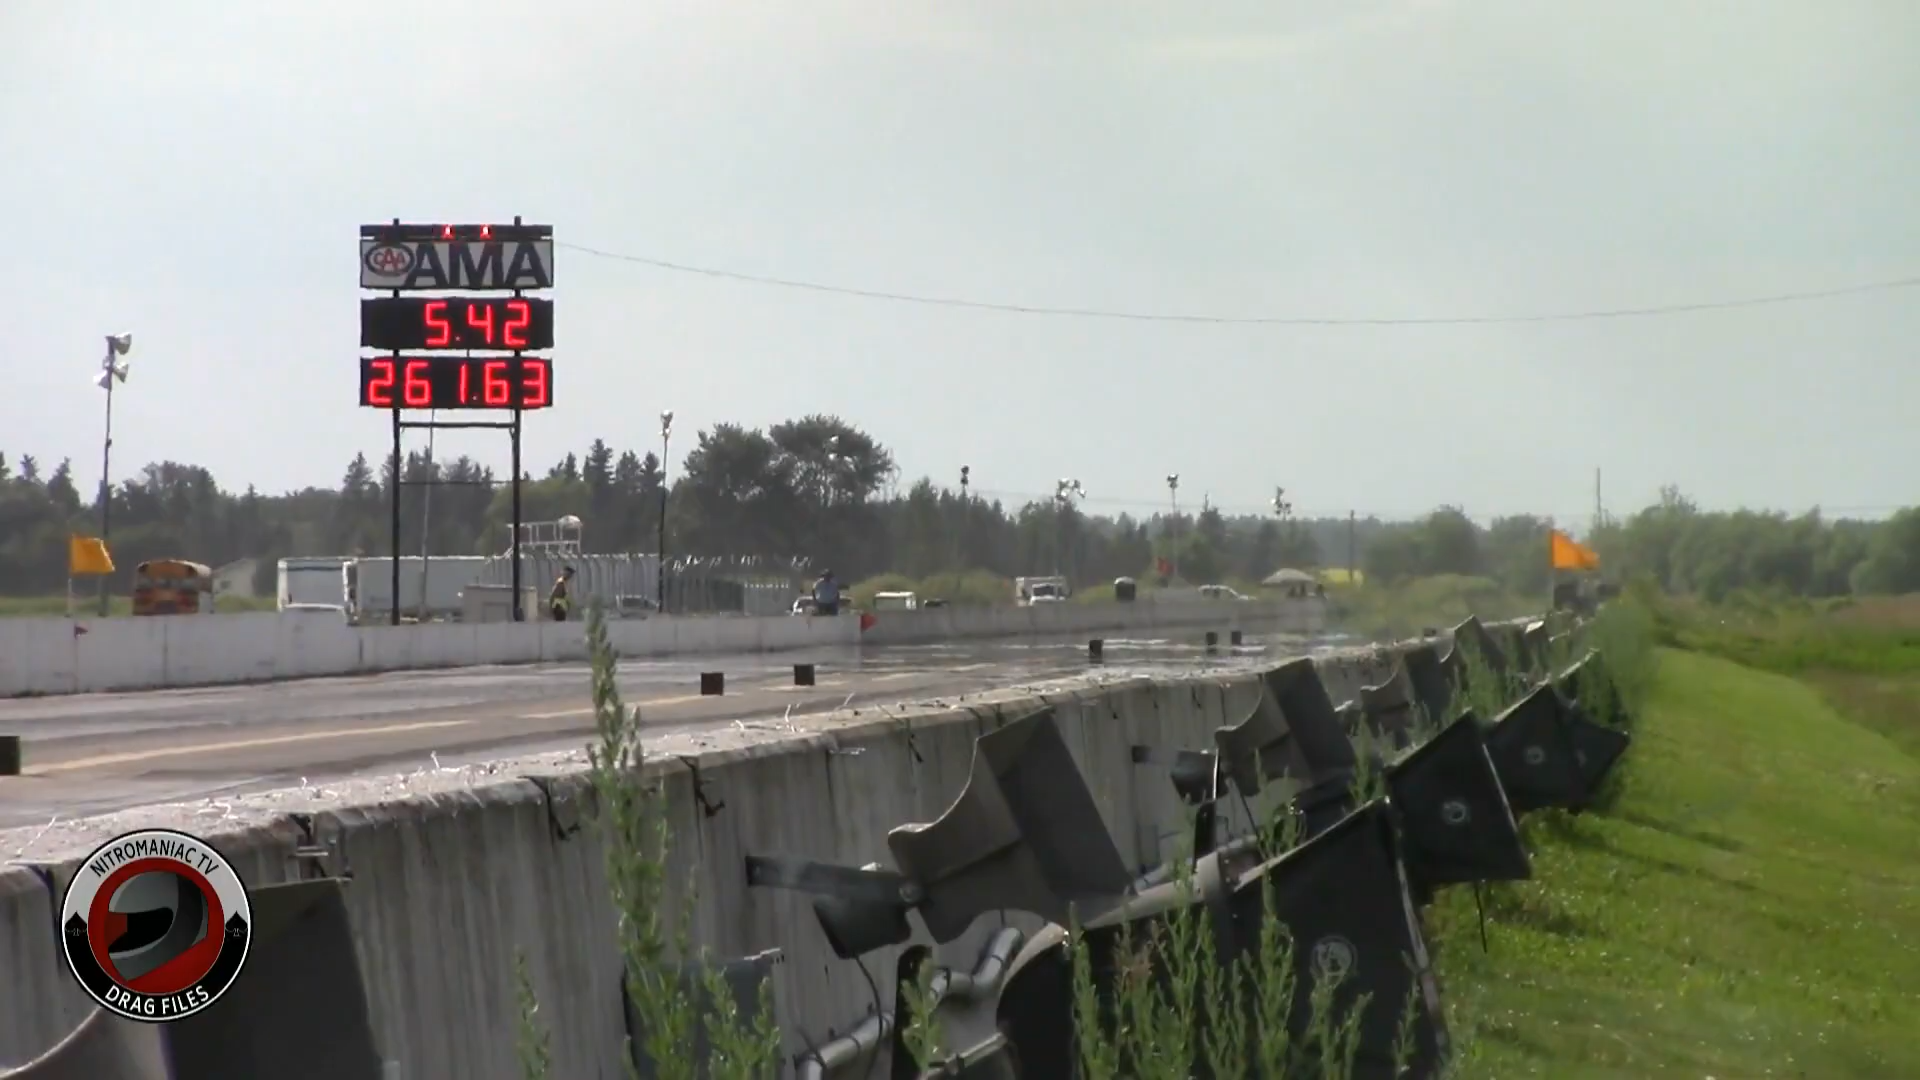 CAA AMA
5.42
261.63
NITROMANIAC TV
DRAG FILES